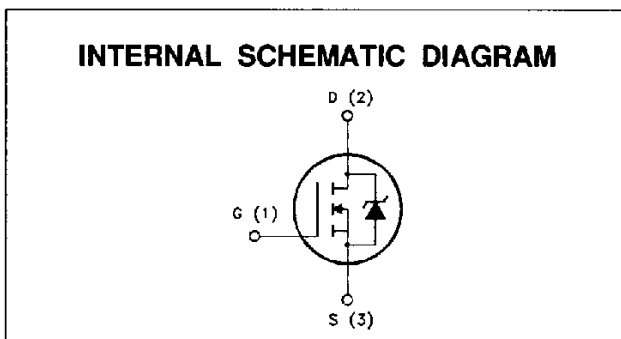 INTERNAL SCHEMATIC DIAGRAM
D (2)
G (1)
S (3)